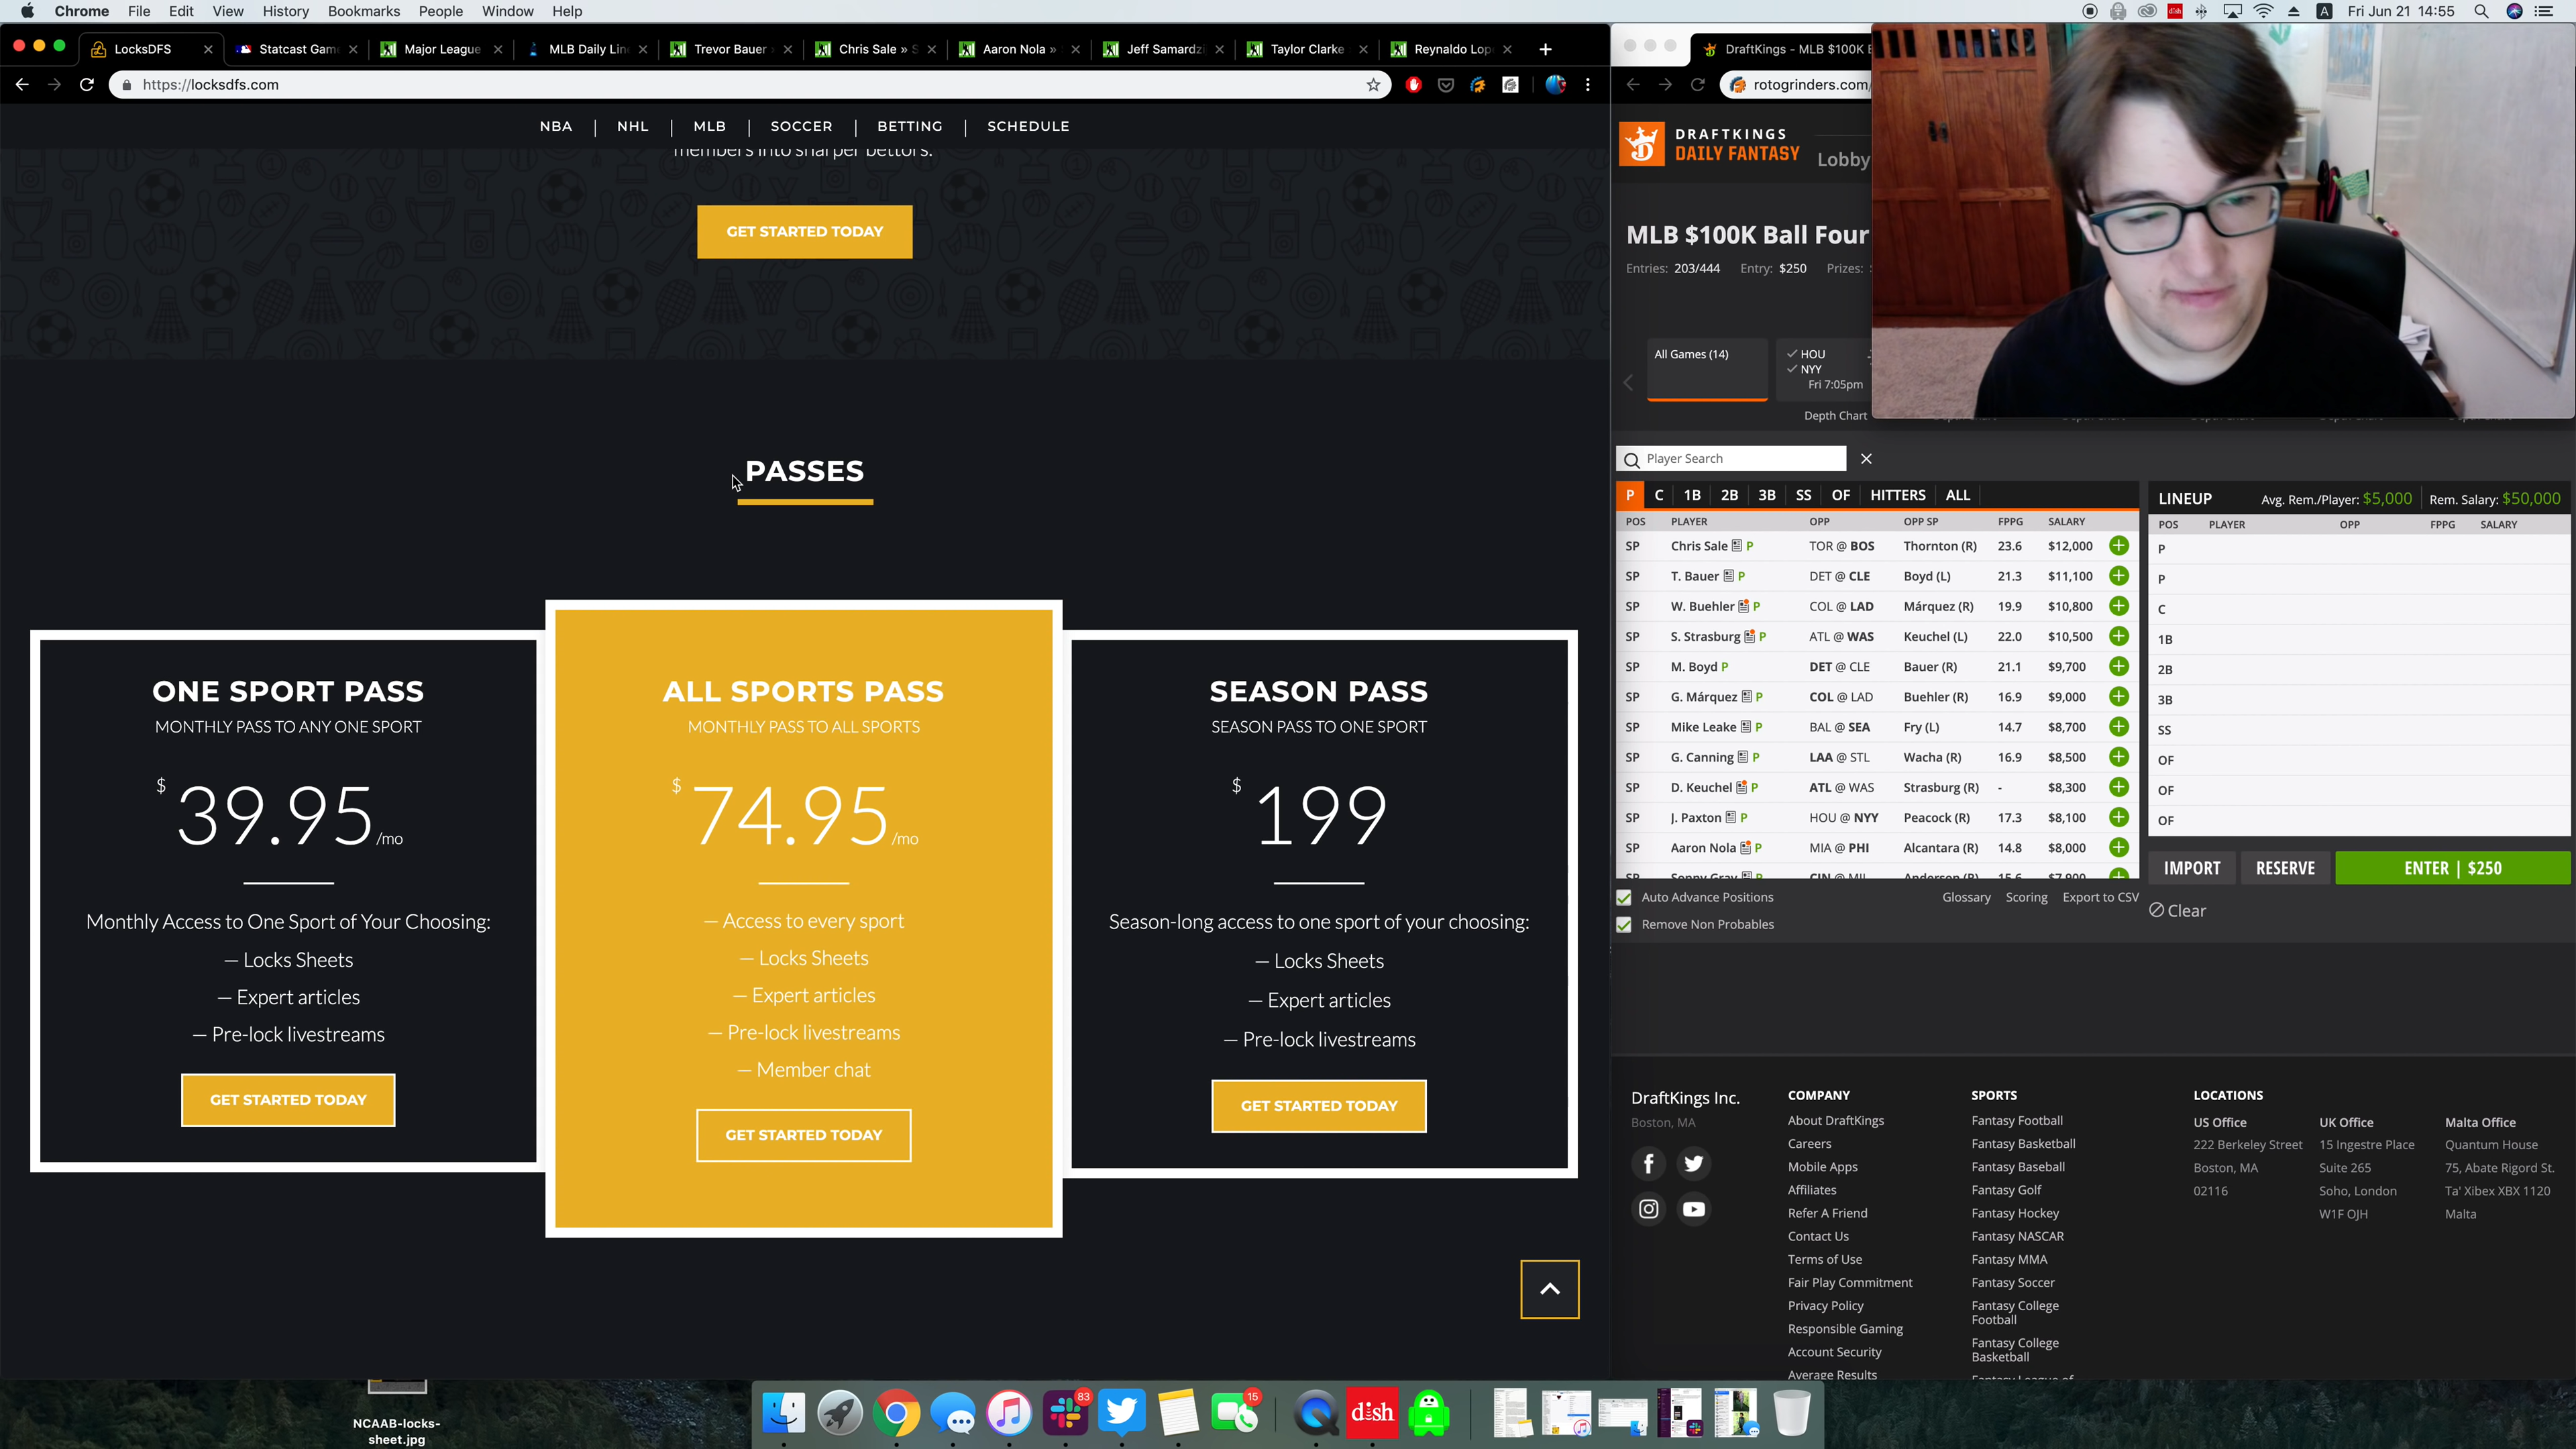 Chrome File Edit View History Bookmarks People Window Help
Fri Jun 21 14:55
LocksDFS
Statcast Gam
Major League
MLB Daily Lin
Trevor Bauer
Chris Sale » S
Aaron Nola »
Jeff Samardzi
Taylor Clarke
Reynaldo Lop
https://locksdfs.com
NBA | NHL | MLB | SOCCER | BETTING | SCHEDULE
members into sharper bettors.
GET STARTED TODAY
PASSES
ONE SPORT PASS
MONTHLY PASS TO ANY ONE SPORT
$ 39.95 /mo
Monthly Access to One Sport of Your Choosing:
— Locks Sheets
— Expert articles
— Pre-lock livestreams
GET STARTED TODAY
ALL SPORTS PASS
MONTHLY PASS TO ALL SPORTS
$ 74.95 /mo
— Access to every sport
— Locks Sheets
— Expert articles
— Pre-lock livestreams
— Member chat
GET STARTED TODAY
SEASON PASS
SEASON PASS TO ONE SPORT
$ 199
Season-long access to one sport of your choosing:
— Locks Sheets
— Expert articles
— Pre-lock livestreams
GET STARTED TODAY
DraftKings - MLB $100K B
rotogrinders.com/
DRAFTKINGS
DAILY FANTASY
Lobby
MLB $100K Ball Four
Entries: 203/444 Entry: $250 Prizes:
All Games (14)
HOU
NYY
Fri 7:05pm
Depth Chart
Player Search
P C 1B 2B 3B SS OF HITTERS ALL
POS PLAYER OPP OPP SP FPPG SALARY
SP Chris Sale P TOR @ BOS Thornton (R) 23.6 $12,000
SP T. Bauer P DET @ CLE Boyd (L) 21.3 $11,100
SP W. Buehler P COL @ LAD Márquez (R) 19.9 $10,800
SP S. Strasburg P ATL @ WAS Keuchel (L) 22.0 $10,500
SP M. Boyd P DET @ CLE Bauer (R) 21.1 $9,700
SP G. Márquez P COL @ LAD Buehler (R) 16.9 $9,000
SP Mike Leake P BAL @ SEA Fry (L) 14.7 $8,700
SP G. Canning P LAA @ STL Wacha (R) 16.9 $8,500
SP D. Keuchel P ATL @ WAS Strasburg (R) - $8,300
SP J. Paxton P HOU @ NYY Peacock (R) 17.3 $8,100
SP Aaron Nola P MIA @ PHI Alcantara (R) 14.8 $8,000
SP Sonny Gray P CIN @ MIL Anderson (R) 15.6 $7,900
Auto Advance Positions
Glossary Scoring Export to CSV
Remove Non Probables
LINEUP Avg. Rem./Player: $5,000 Rem. Salary: $50,000
POS PLAYER OPP FPPG SALARY
P
P
C
1B
2B
3B
SS
OF
OF
OF
IMPORT RESERVE ENTER | $250
Clear
DraftKings Inc.
Boston, MA
COMPANY
About DraftKings
Careers
Mobile Apps
Affiliates
Refer A Friend
Contact Us
Terms of Use
Fair Play Commitment
Privacy Policy
Responsible Gaming
Account Security
Average Results
SPORTS
Fantasy Football
Fantasy Basketball
Fantasy Baseball
Fantasy Golf
Fantasy Hockey
Fantasy NASCAR
Fantasy MMA
Fantasy Soccer
Fantasy College
Football
Fantasy College
Basketball
LOCATIONS
US Office
222 Berkeley Street
Boston, MA
02116
UK Office
15 Ingestre Place
Suite 265
Soho, London
W1F OJH
Malta Office
Quantum House
75, Abate Rigord St.
Ta' Xibex XBX 1120
Malta
NCAAB-locks-
sheet.jpg
83
15
dish